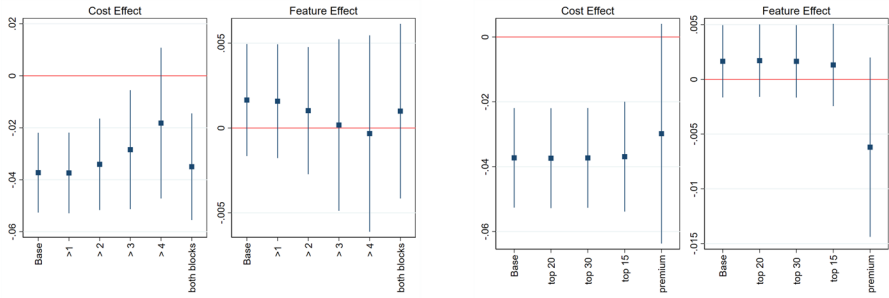 Cost Effect
.02
0
-.02
-.04
-.06
Base
>1
> 2
> 3
> 4
both blocks
Feature Effect
.005
0
-.005
Base
>1
> 2
> 3
> 4
both blocks
Cost Effect
0
-.02
-.04
-.06
Base
top 20
top 30
top 15
premium
Feature Effect
.005
0
-.005
-.01
-.015
Base
top 20
top 30
top 15
premium